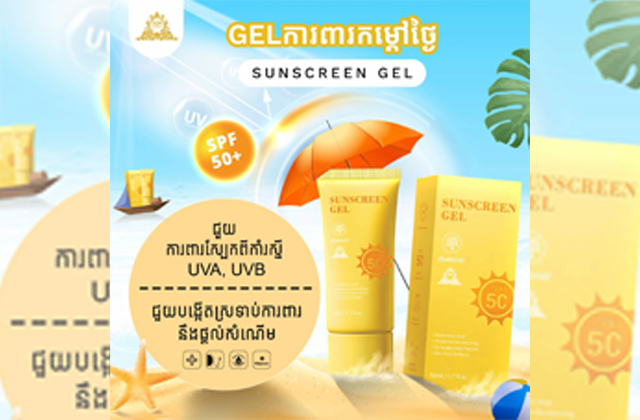 GELការពារកម្ដៅថ្ងៃ
SUNSCREEN GEL
UV
UV
SPF
50+
ជួយ
ការពារស្បែកពីកាំរស្មី
UVA, UVB
ជួយបង្កើតស្រទាប់ការពារ
នឹងផ្ដល់សំណើម
SUNSCREEN
GEL
SUNSCREEN
GEL
5C